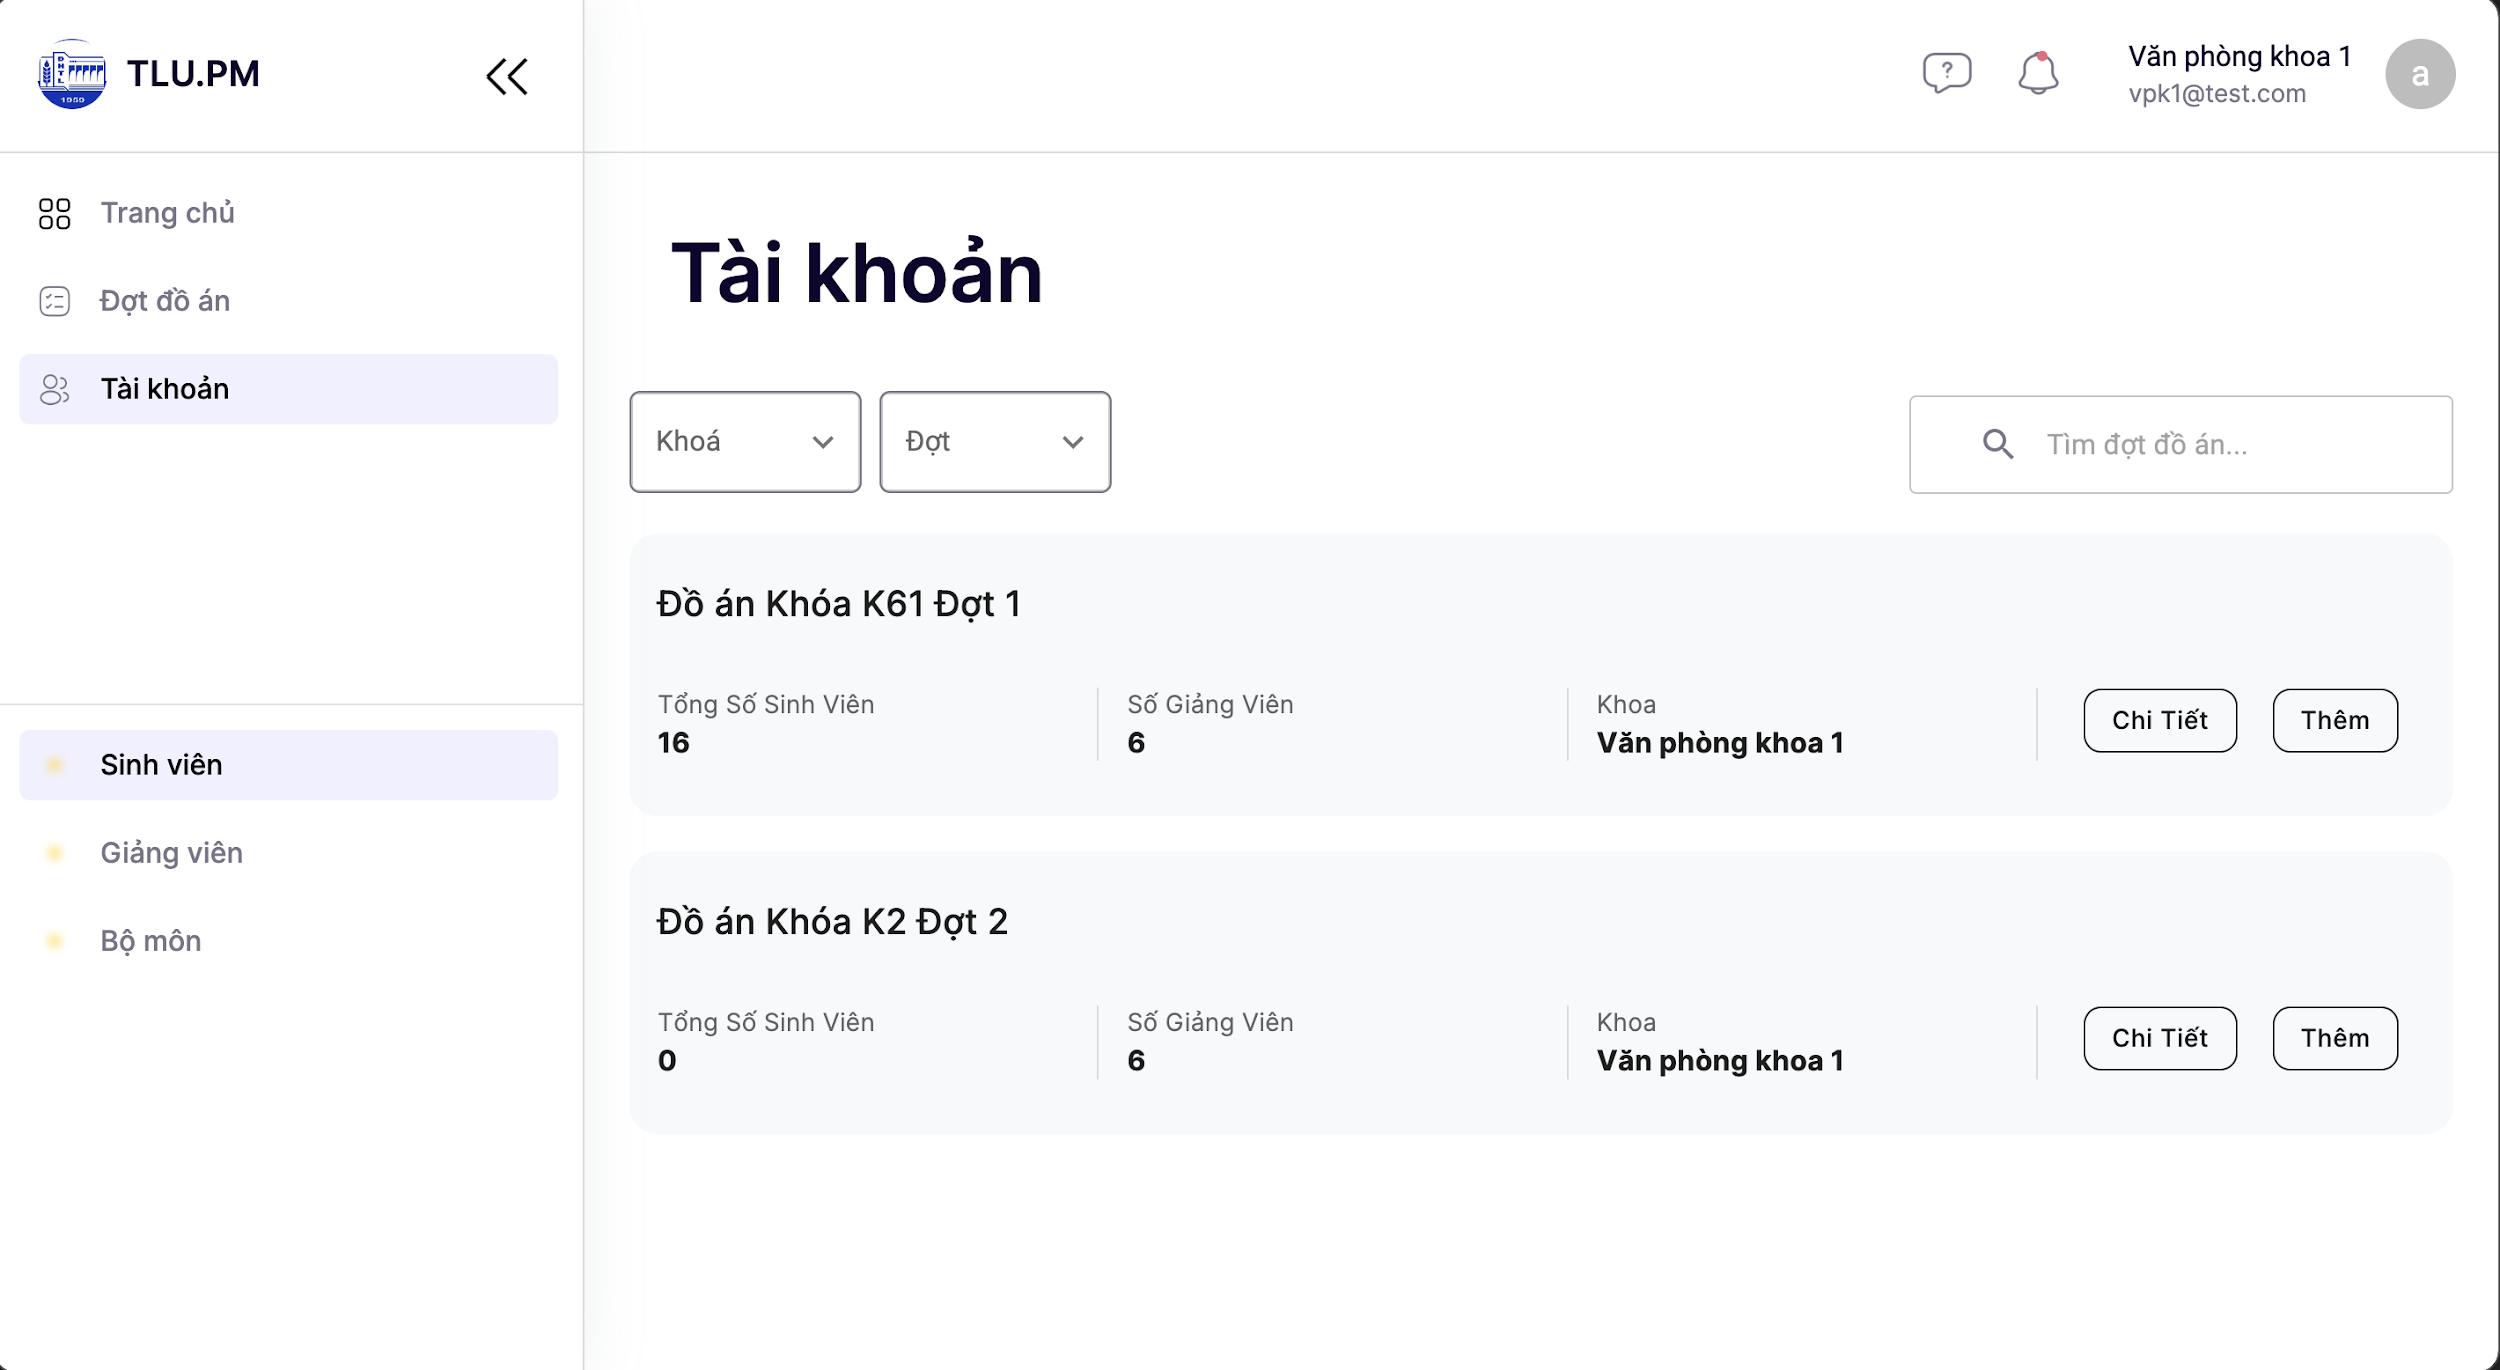 TLU.PM
Văn phòng khoa 1
vpk1@test.com
a
Trang chủ
Đợt đồ án
Tài khoản
Sinh viên
Giảng viên
Bộ môn
Tài khoản
Khoá
Đợt
Tìm đợt đồ án...
Đồ án Khóa K61 Đợt 1
Tổng Số Sinh Viên
16
Số Giảng Viên
6
Khoa
Văn phòng khoa 1
Chi Tiết
Thêm
Đồ án Khóa K2 Đợt 2
Tổng Số Sinh Viên
0
Số Giảng Viên
6
Khoa
Văn phòng khoa 1
Chi Tiết
Thêm
ĐHTL
1959
?